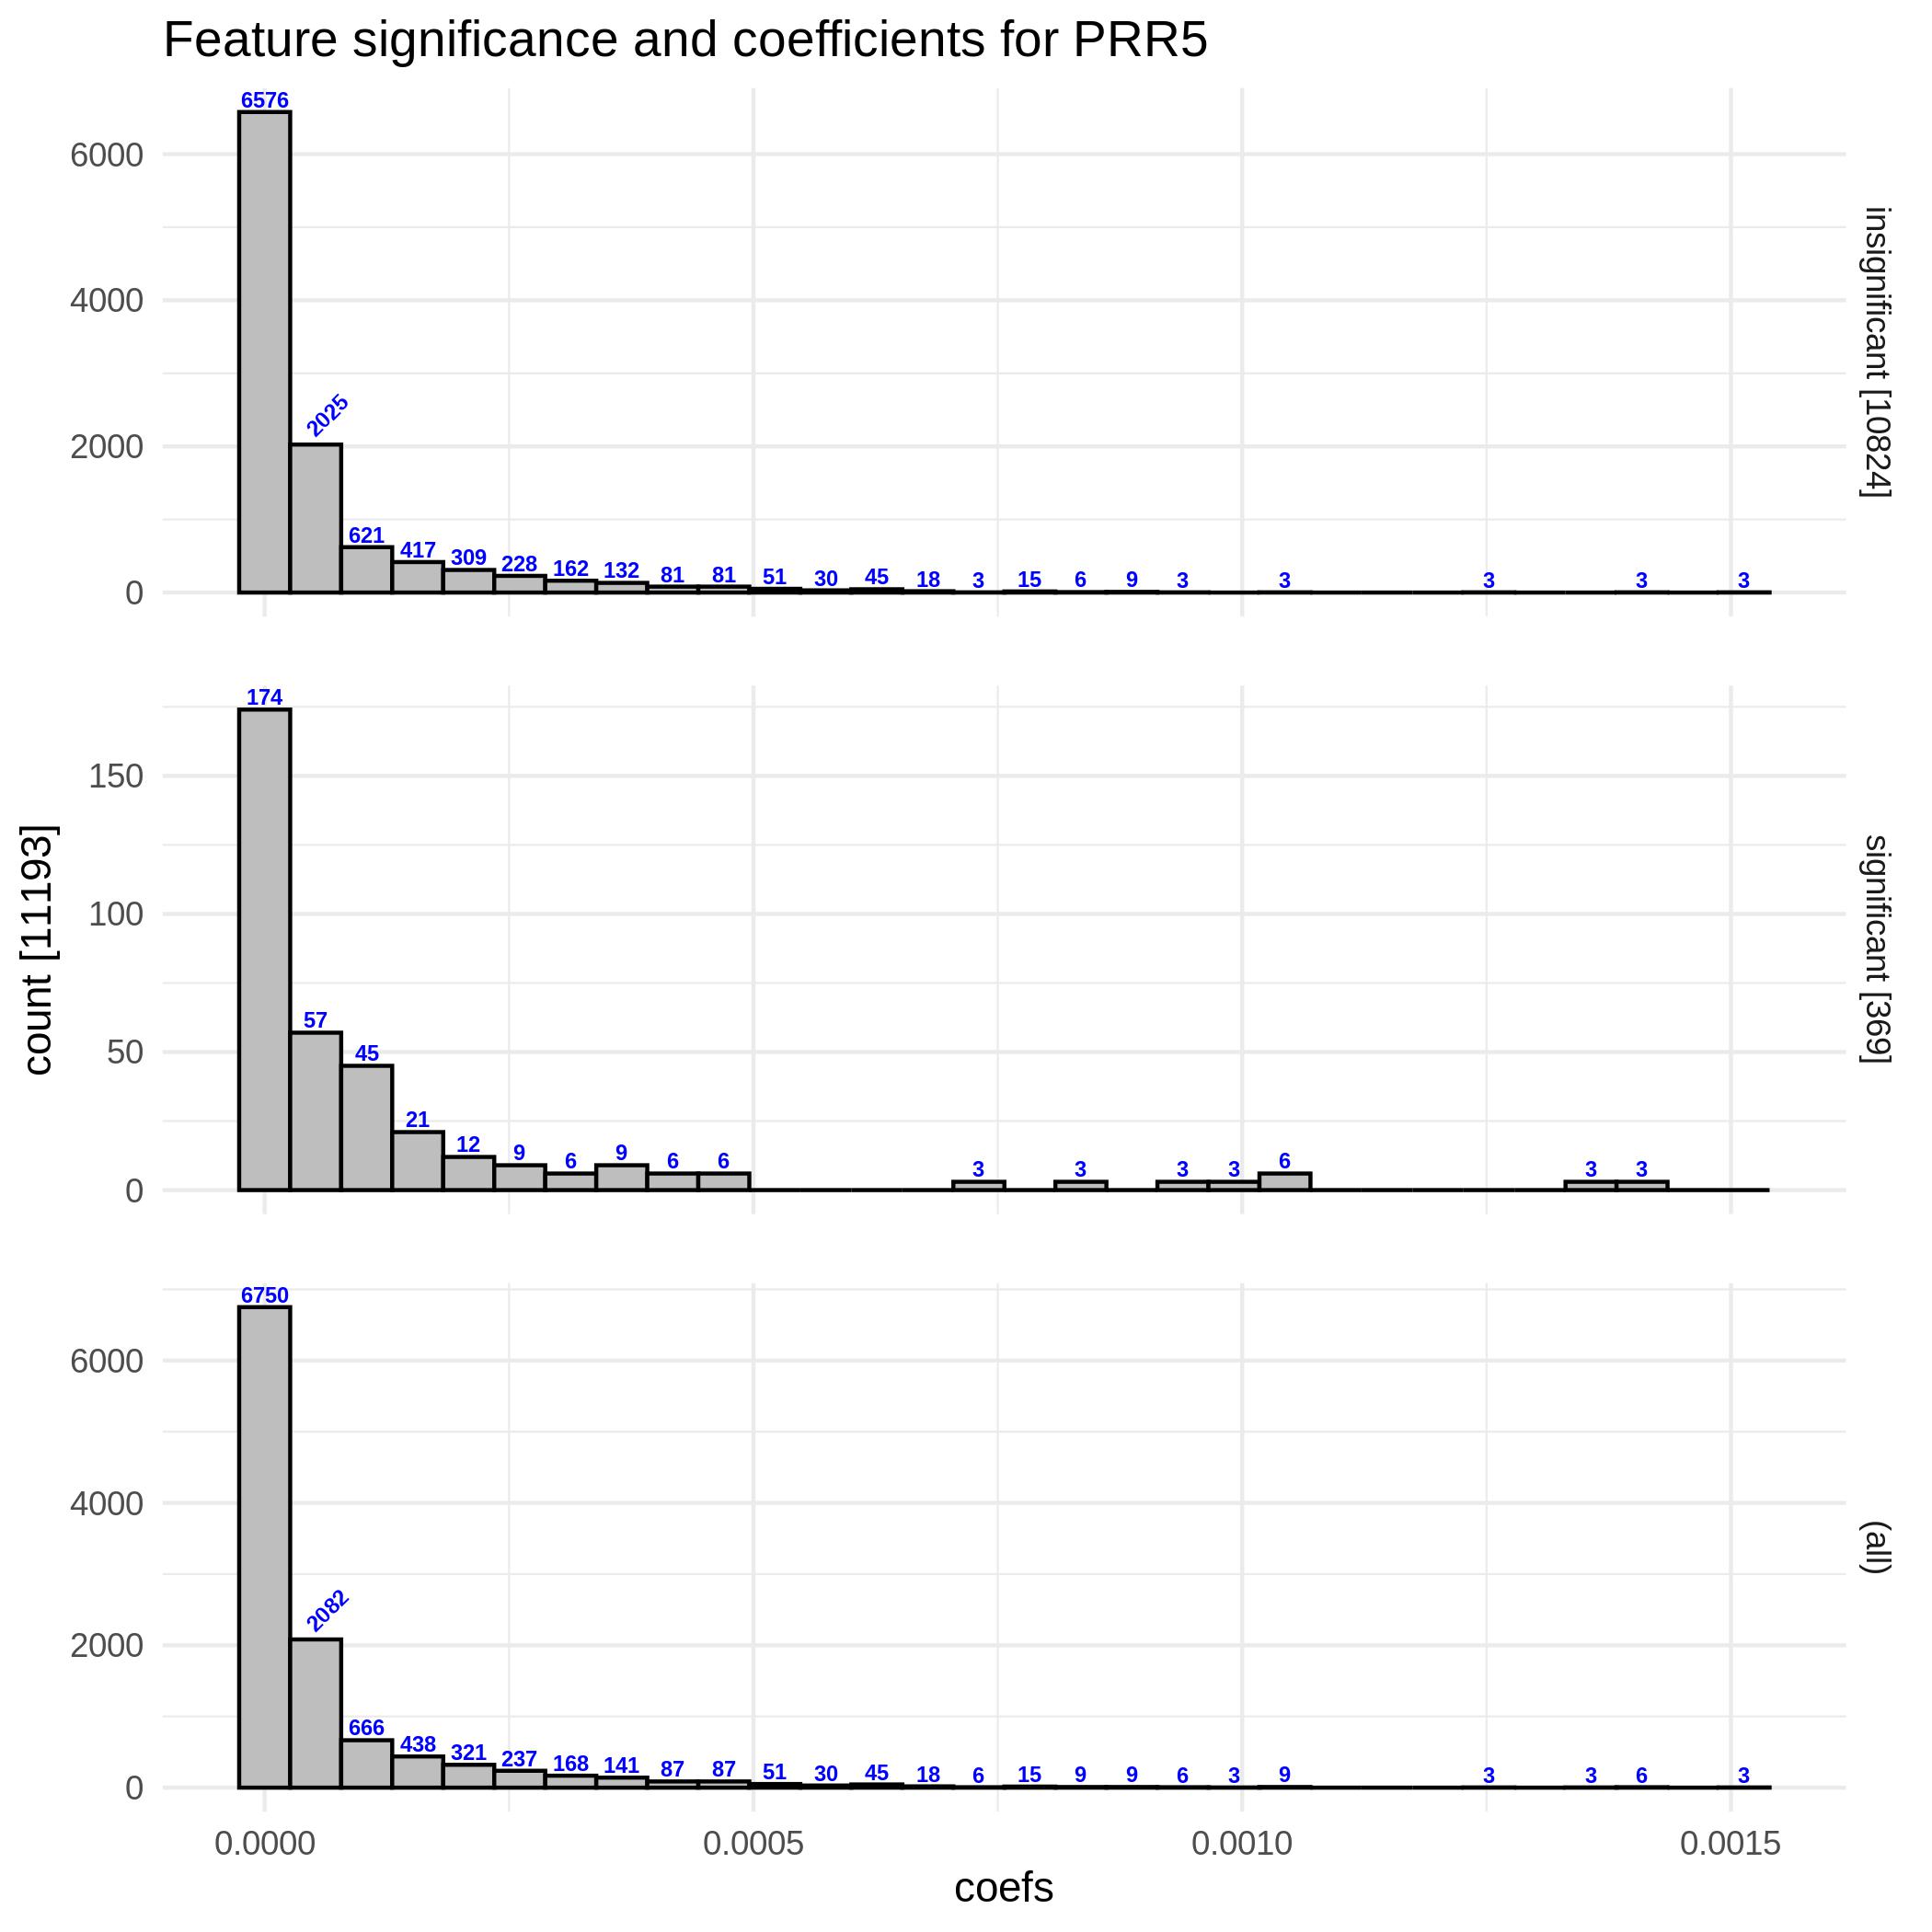 Feature significance and coefficients for PRR5
count [11193]
6576
6000
4000
2025
2000
621 417 309 228 162 132 81 81 51 30 45 18 3 15 6 9 3 3 3 3 3
0
insignificant [10824]
174
150
100
57
50
45
21
12 9 6 9 6 6 3 3 3 3 6 3 3
0
significant [369]
6750
6000
4000
2082
2000
666 438 321 237 168 141 87 87 51 30 45 18 6 15 9 9 6 3 9 3 3 6 3
0
(all)
0.0000 0.0005 0.0010 0.0015
coefs